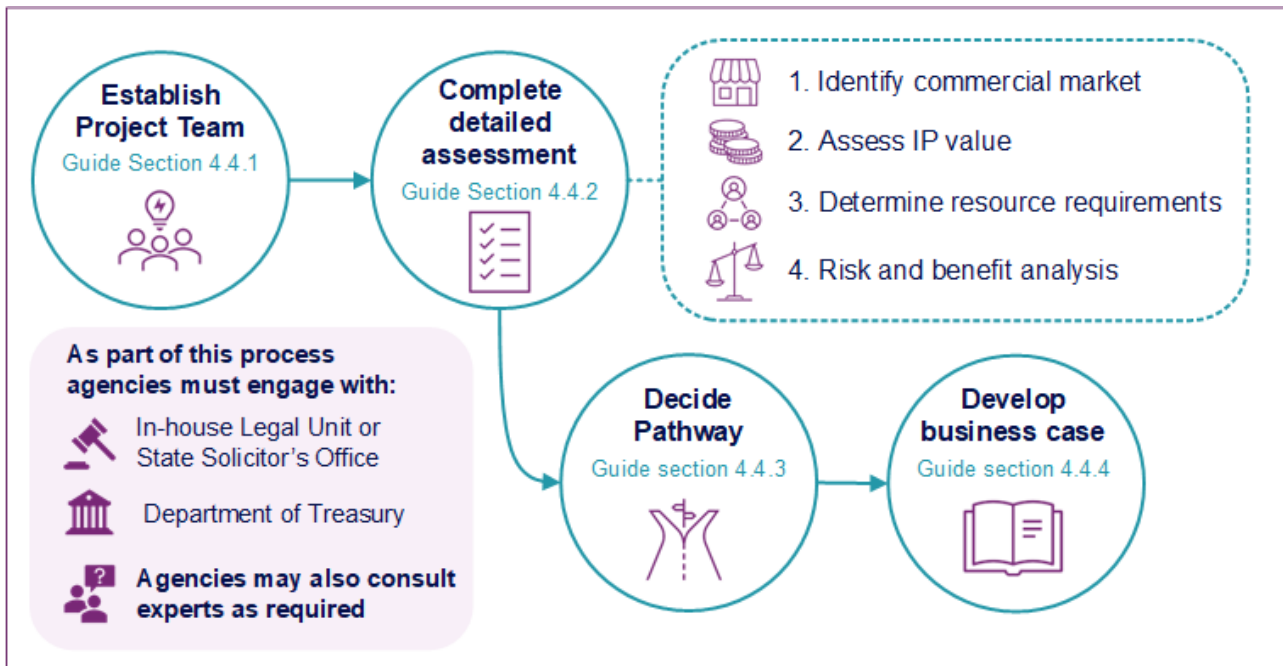 Establish
Project Team
Guide Section 4.4.1
Complete
detailed
assessment
Guide Section 4.4.2
1. Identify commercial market
2. Assess IP value
3. Determine resource requirements
4. Risk and benefit analysis
As part of this process
agencies must engage with:
In-house Legal Unit or
State Solicitor's Office
Department of Treasury
?
Agencies may also consult
experts as required
Decide
Pathway
Guide section 4.4.3
Develop
business case
Guide section 4.4.4